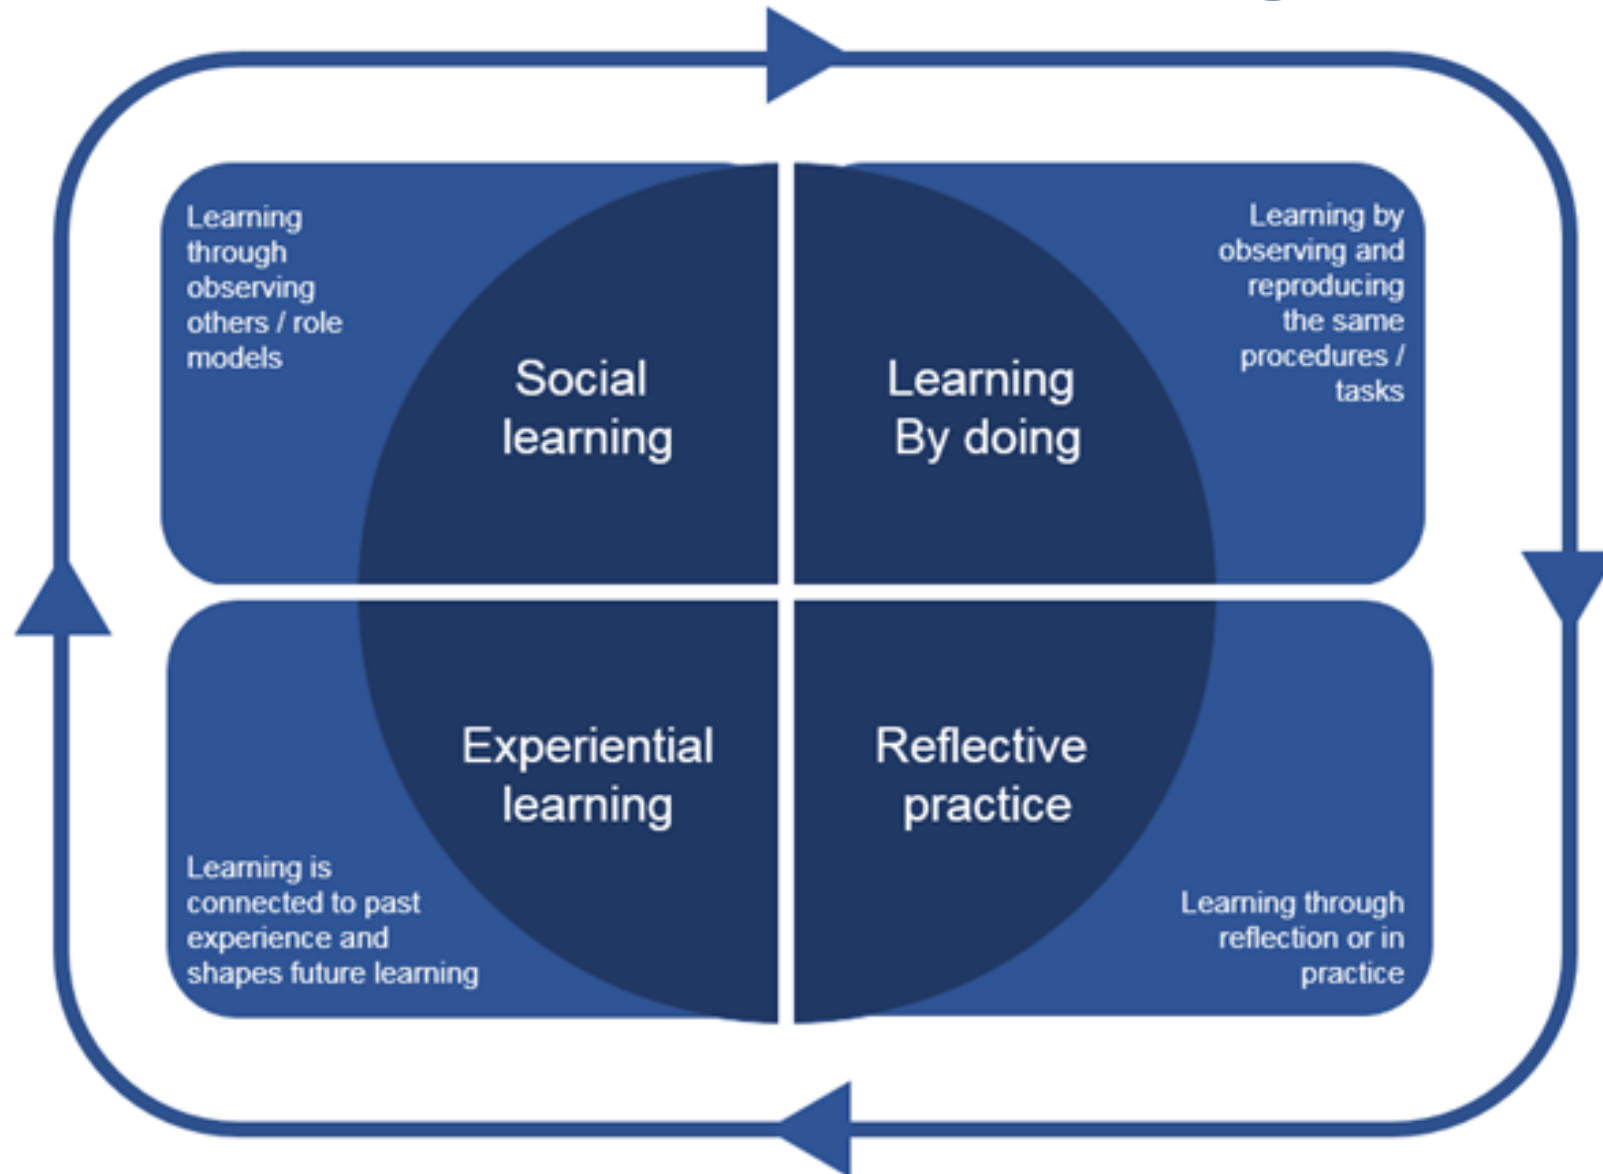 Learning
through
observing
others / role
models
Social
learning
Learning
By doing
Learning by
observing and
reproducing
the same
procedures /
tasks
Experiential
learning
Learning is
connected to past
experience and
shapes future learning
Reflective
practice
Learning through
reflection or in
practice